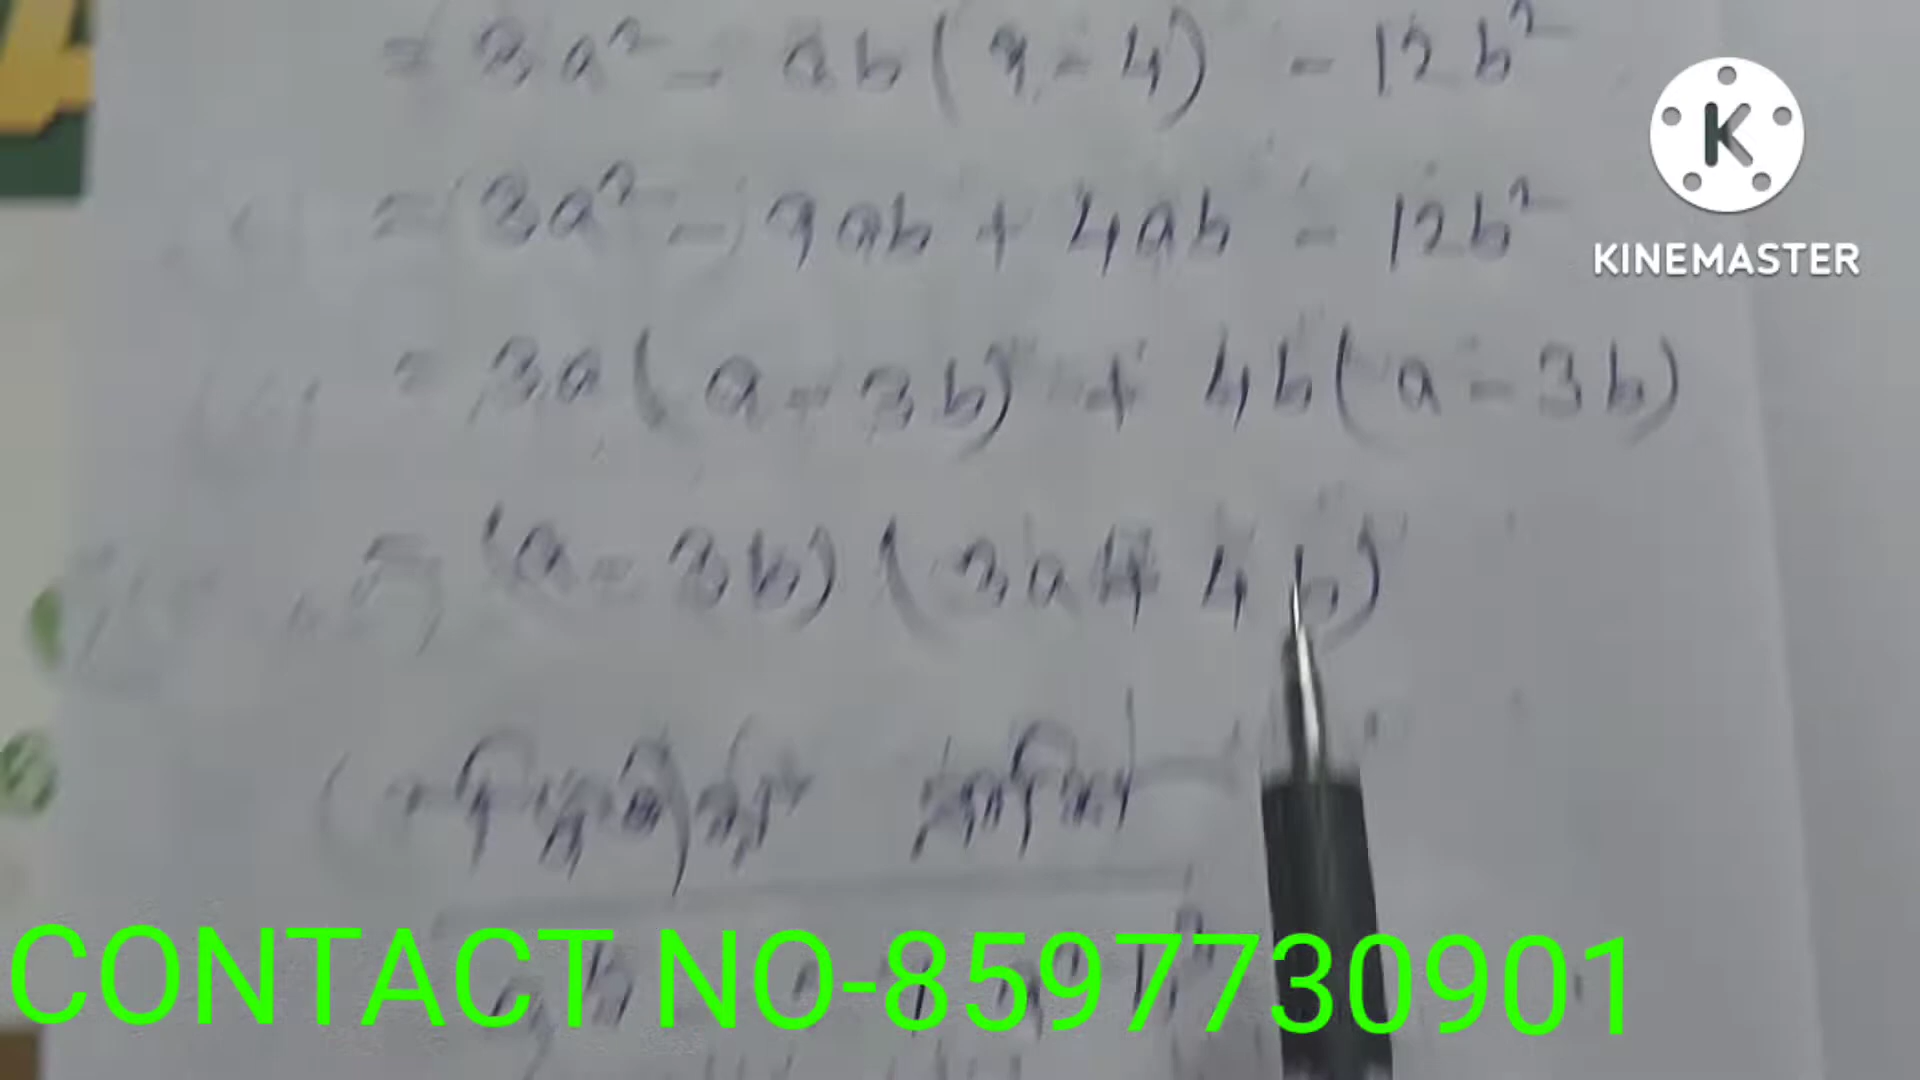 = 3a² - ab(9-4) - 12b²
= 3a² - 9ab + 4ab - 12b²
= 3a(a-3b) + 4b(a-3b)
= (a-3b)(3a+4b)
K
KINEMASTER
CONTACT NO-8597730901